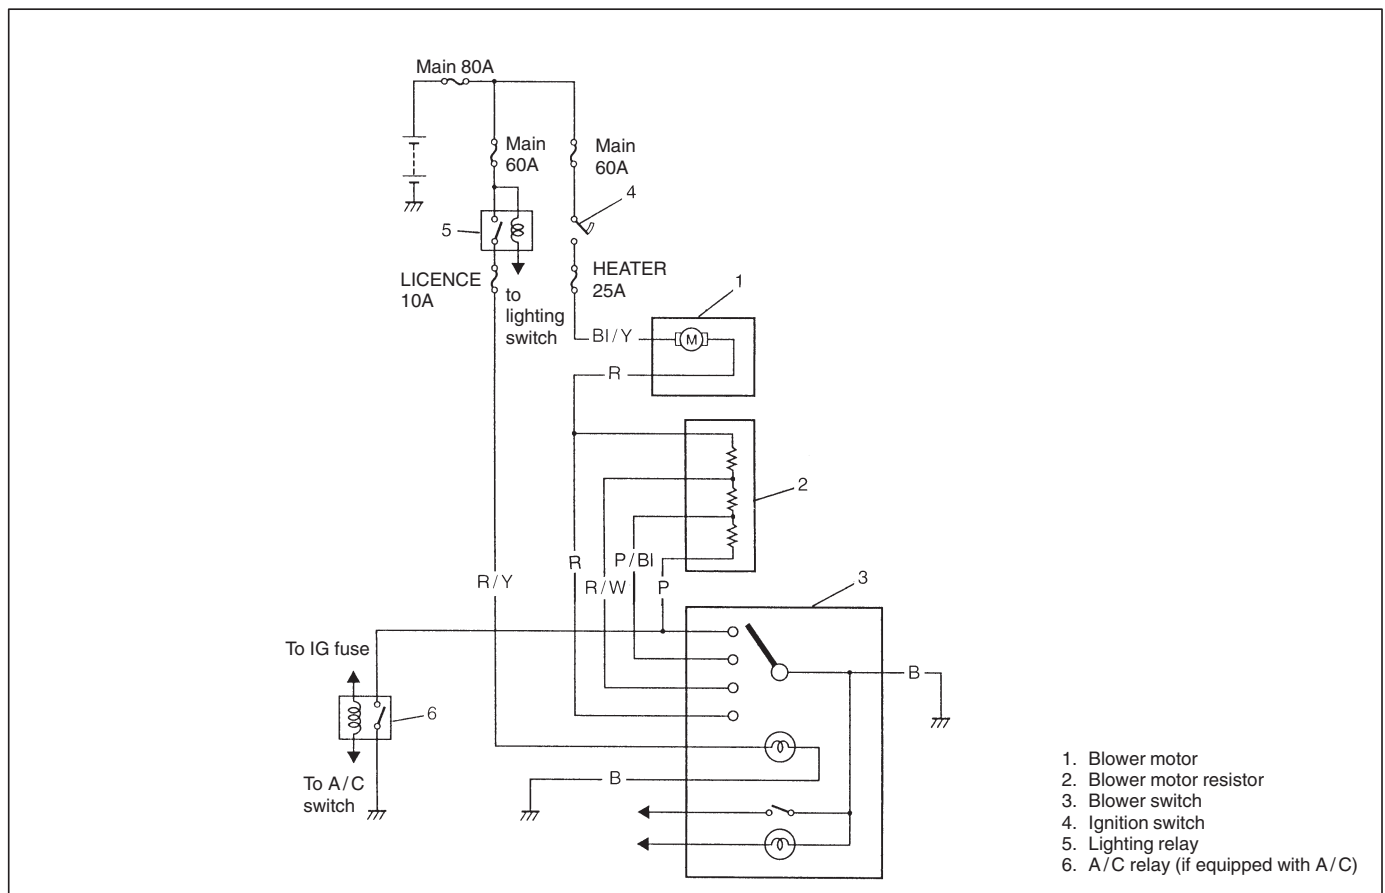 Main 80A
Main
60A
Main
60A
4
5
LICENCE
10A
to
lighting
switch
HEATER
25A
1
Bl/Y
M
R
2
R
P/Bl
R/Y
R/W
P
3
To IG fuse
B
6
To A/C
switch
B
1. Blower motor
2. Blower motor resistor
3. Blower switch
4. Ignition switch
5. Lighting relay
6. A/C relay (if equipped with A/C)